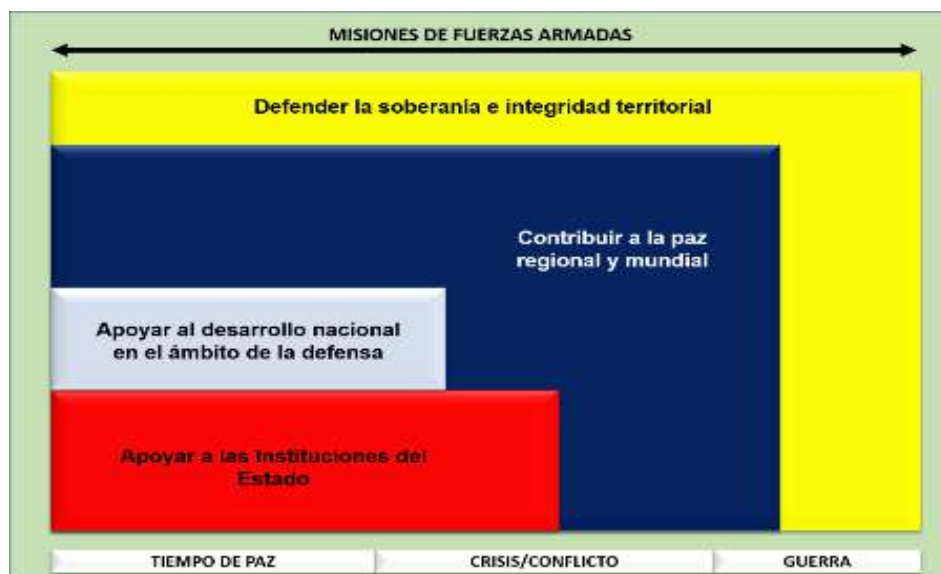 MISIONES DE FUERZAS ARMADAS
Defender la soberanía e integridad territorial
Contribuir a la paz
regional y mundial
Apoyar al desarrollo nacional
en el ámbito de la defensa
Apoyar a las Instituciones del
Estado
TIEMPO DE PAZ
CRISIS/CONFLICTO
GUERRA